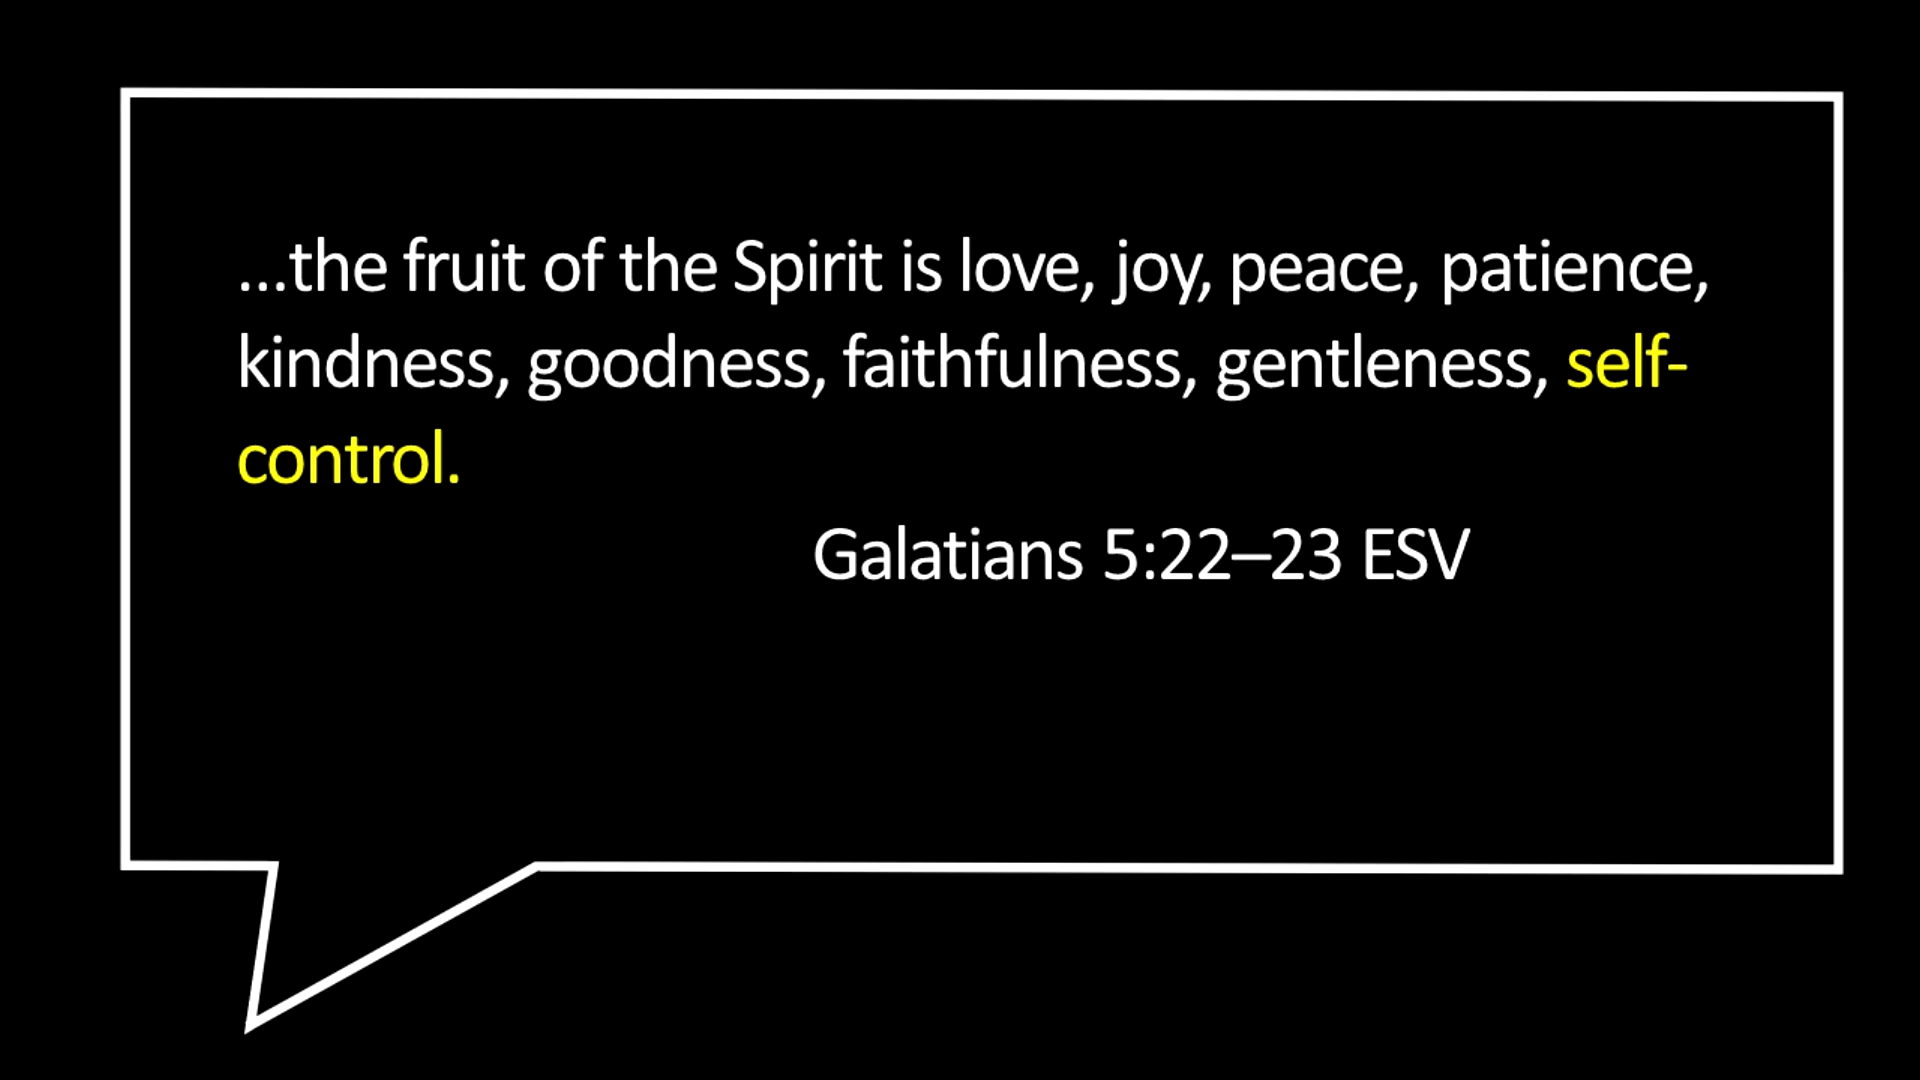 ...the fruit of the Spirit is love, joy, peace, patience,
kindness, goodness, faithfulness, gentleness, self-
control.
Galatians 5:22–23 ESV